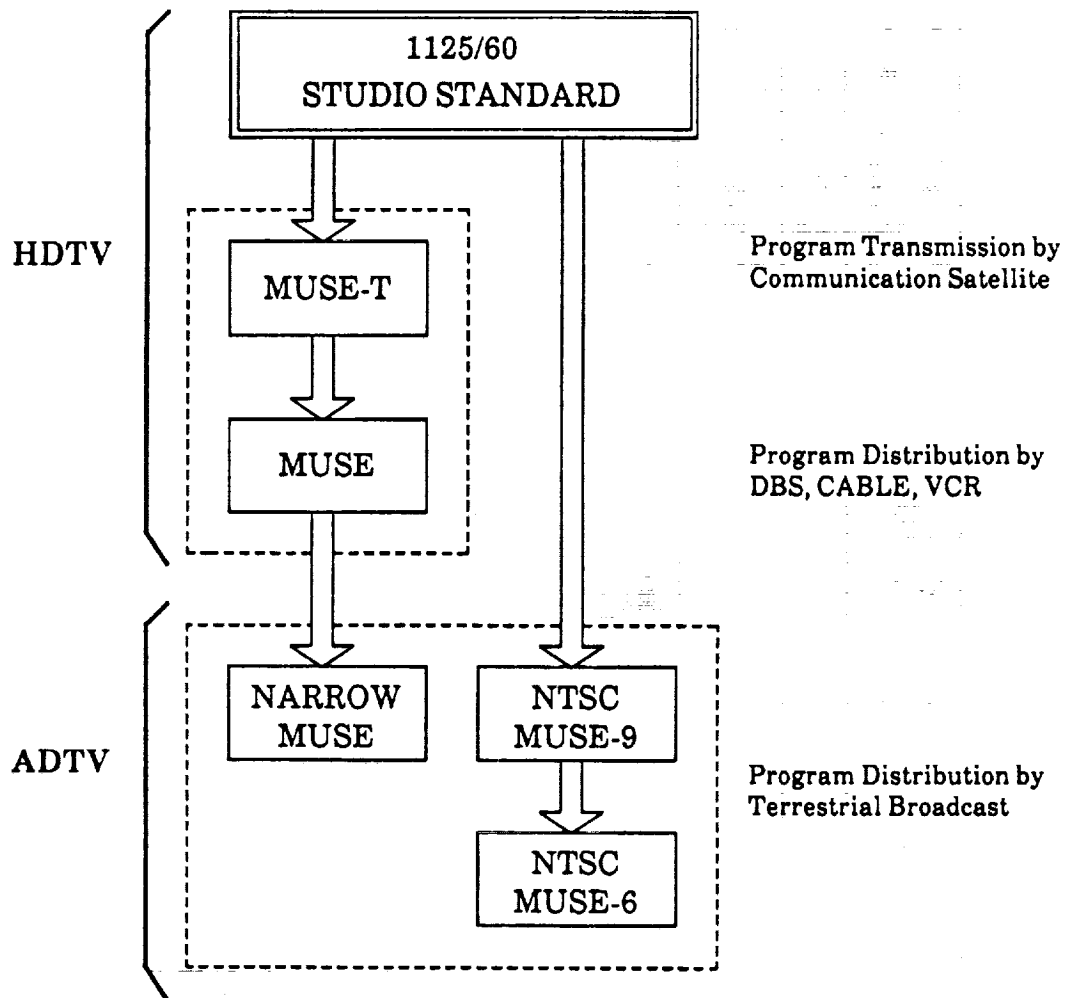 1125/60
STUDIO STANDARD
HDTV
MUSE-T
Program Transmission by
Communication Satellite
MUSE
Program Distribution by
DBS, CABLE, VCR
ADTV
NARROW
MUSE
NTSC
MUSE-9
Program Distribution by
Terrestrial Broadcast
NTSC
MUSE-6